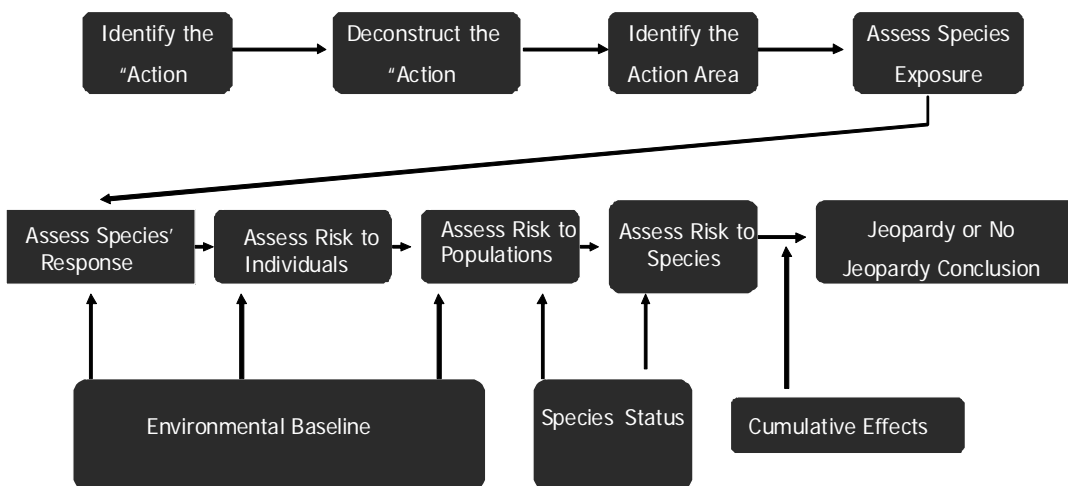 Identify the
“Action
Deconstruct the
“Action
Identify the
Action Area
Assess Species
Exposure
Assess Species’
Response
Assess Risk to
Individuals
Assess Risk to
Populations
Assess Risk to
Species
Jeopardy or No
Jeopardy Conclusion
Environmental Baseline
Species Status
Cumulative Effects